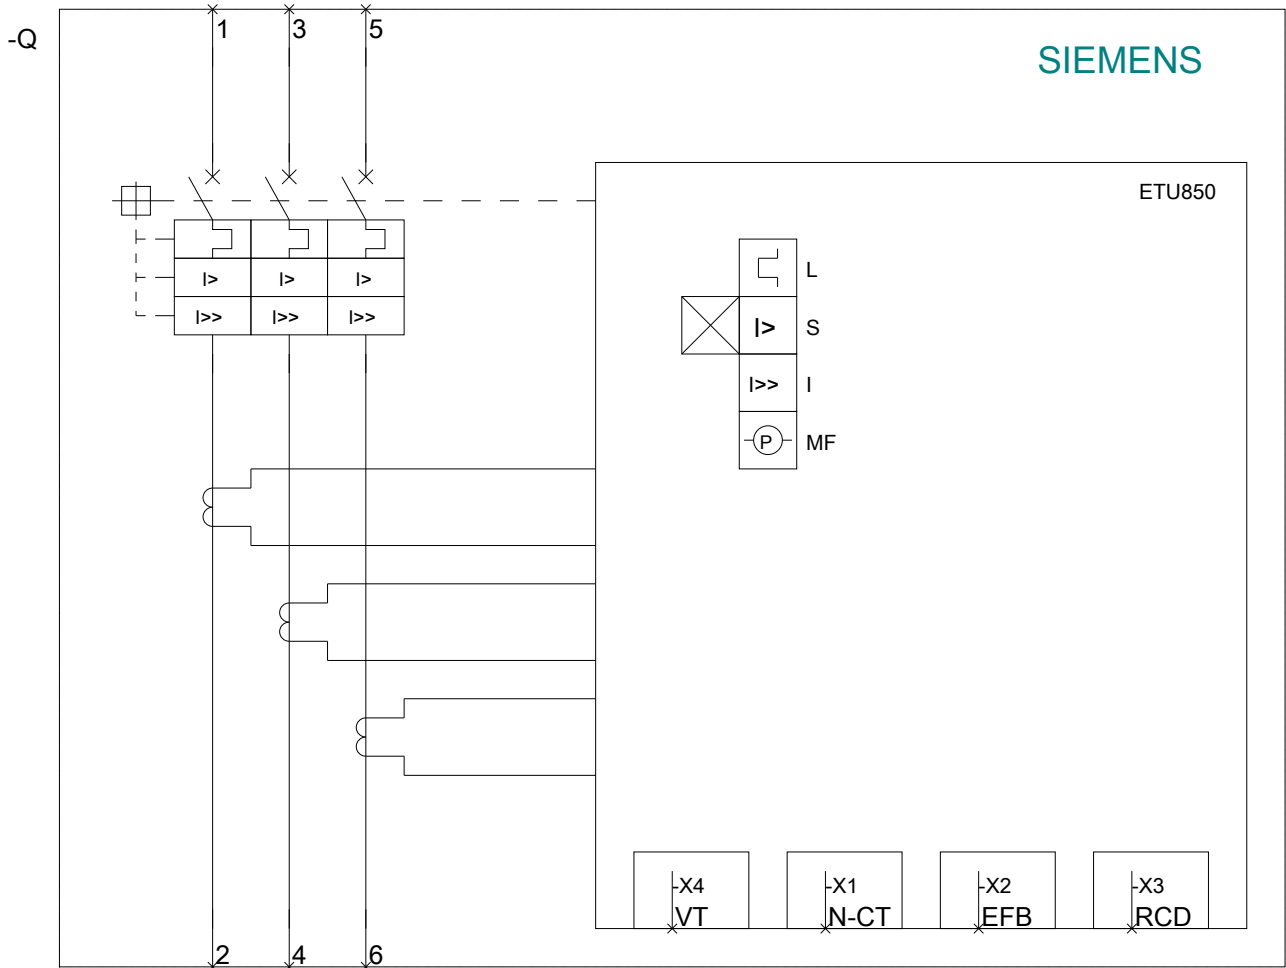 1 3 5
-Q
SIEMENS
ETU850
L
I> I> I>
I>> I>> I>>
I> S
I>> I
P MF
-X4 -X1 -X2 -X3
VT N-CT EFB RCD
2 4 6